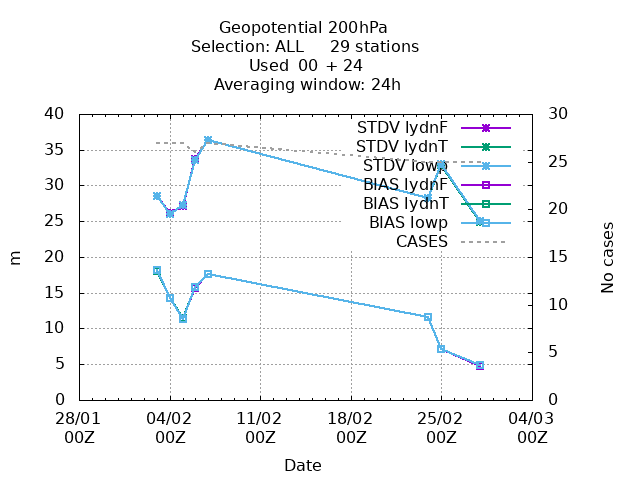 Geopotential 200hPa
Selection: ALL     29 stations
Used  00 + 24
Averaging window: 24h
40
35
30
25
20
15
10
5
0
m
STDV lydnF
STDV lydnT
STDV lowp
BIAS lydnF
BIAS lydnT
BIAS lowp
CASES
30
25
20
15
10
5
0
No cases
28/01 04/02 11/02 18/02 25/02 04/03
00Z 00Z 00Z 00Z 00Z 00Z
Date